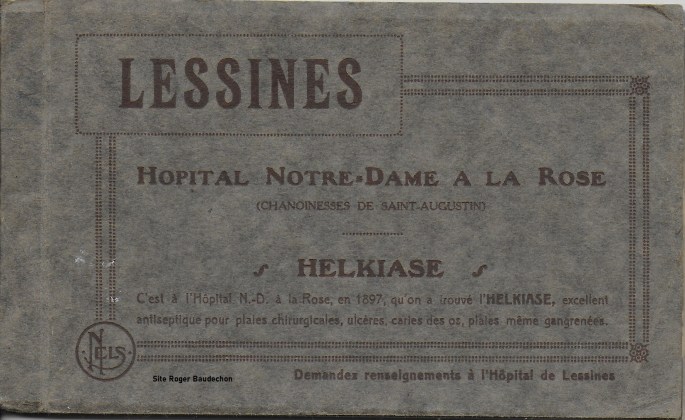 LESSINES
HOPITAL NOTRE-DAME A LA ROSE
(CHANOINESSES DE SAINT-AUGUSTIN)
HELKIASE
C'est à l'Hôpital N.-D. à la Rose, en 1897, qu'on a trouvé l'HELKIASE, excellent
antiseptique pour plaies chirurgicales, ulcères, caries des os, plaies même gangrenées.
NELS
Site Roger Baudechon
Demandez renseignements à l'Hôpital de Lessines